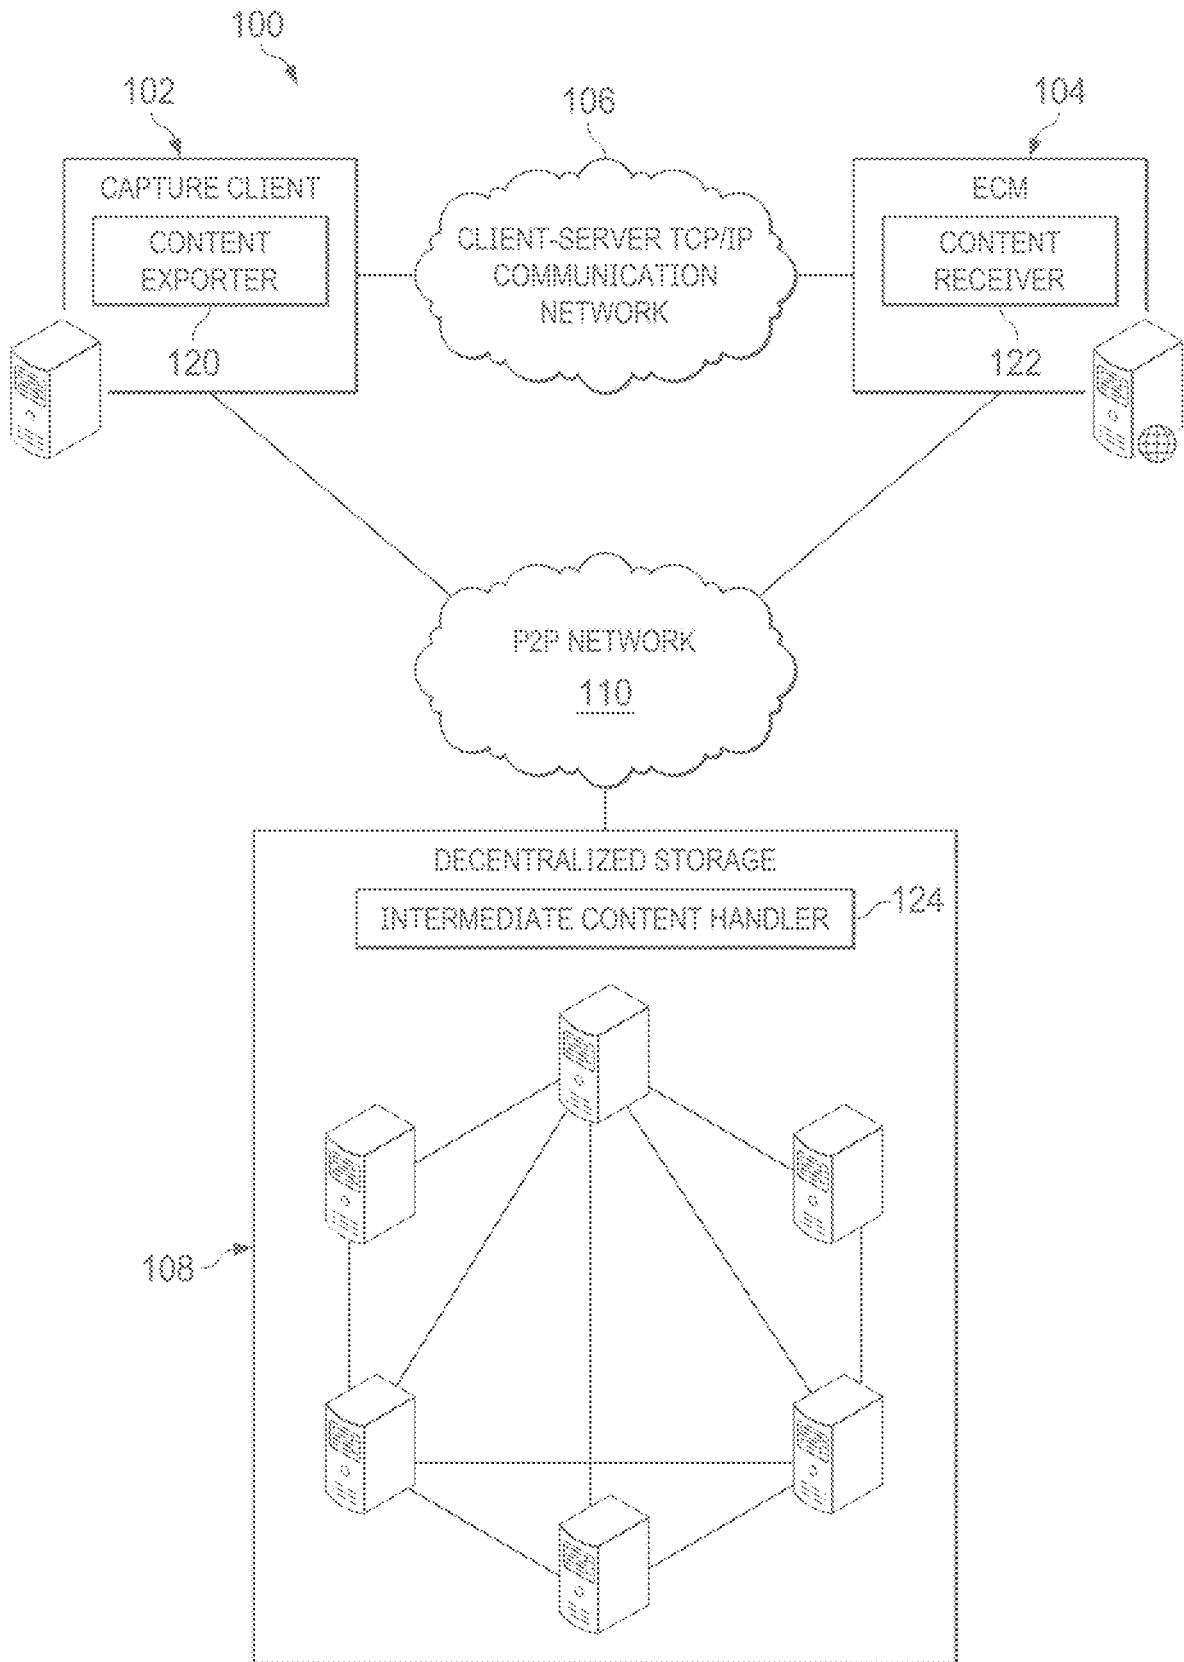 100
102
106
104
CAPTURE CLIENT
CONTENT
EXPORTER
120
CLIENT-SERVER TCP/IP
COMMUNICATION
NETWORK
ECM
CONTENT
RECEIVER
122
P2P NETWORK
110
DECENTRALIZED STORAGE
INTERMEDIATE CONTENT HANDLER
124
108